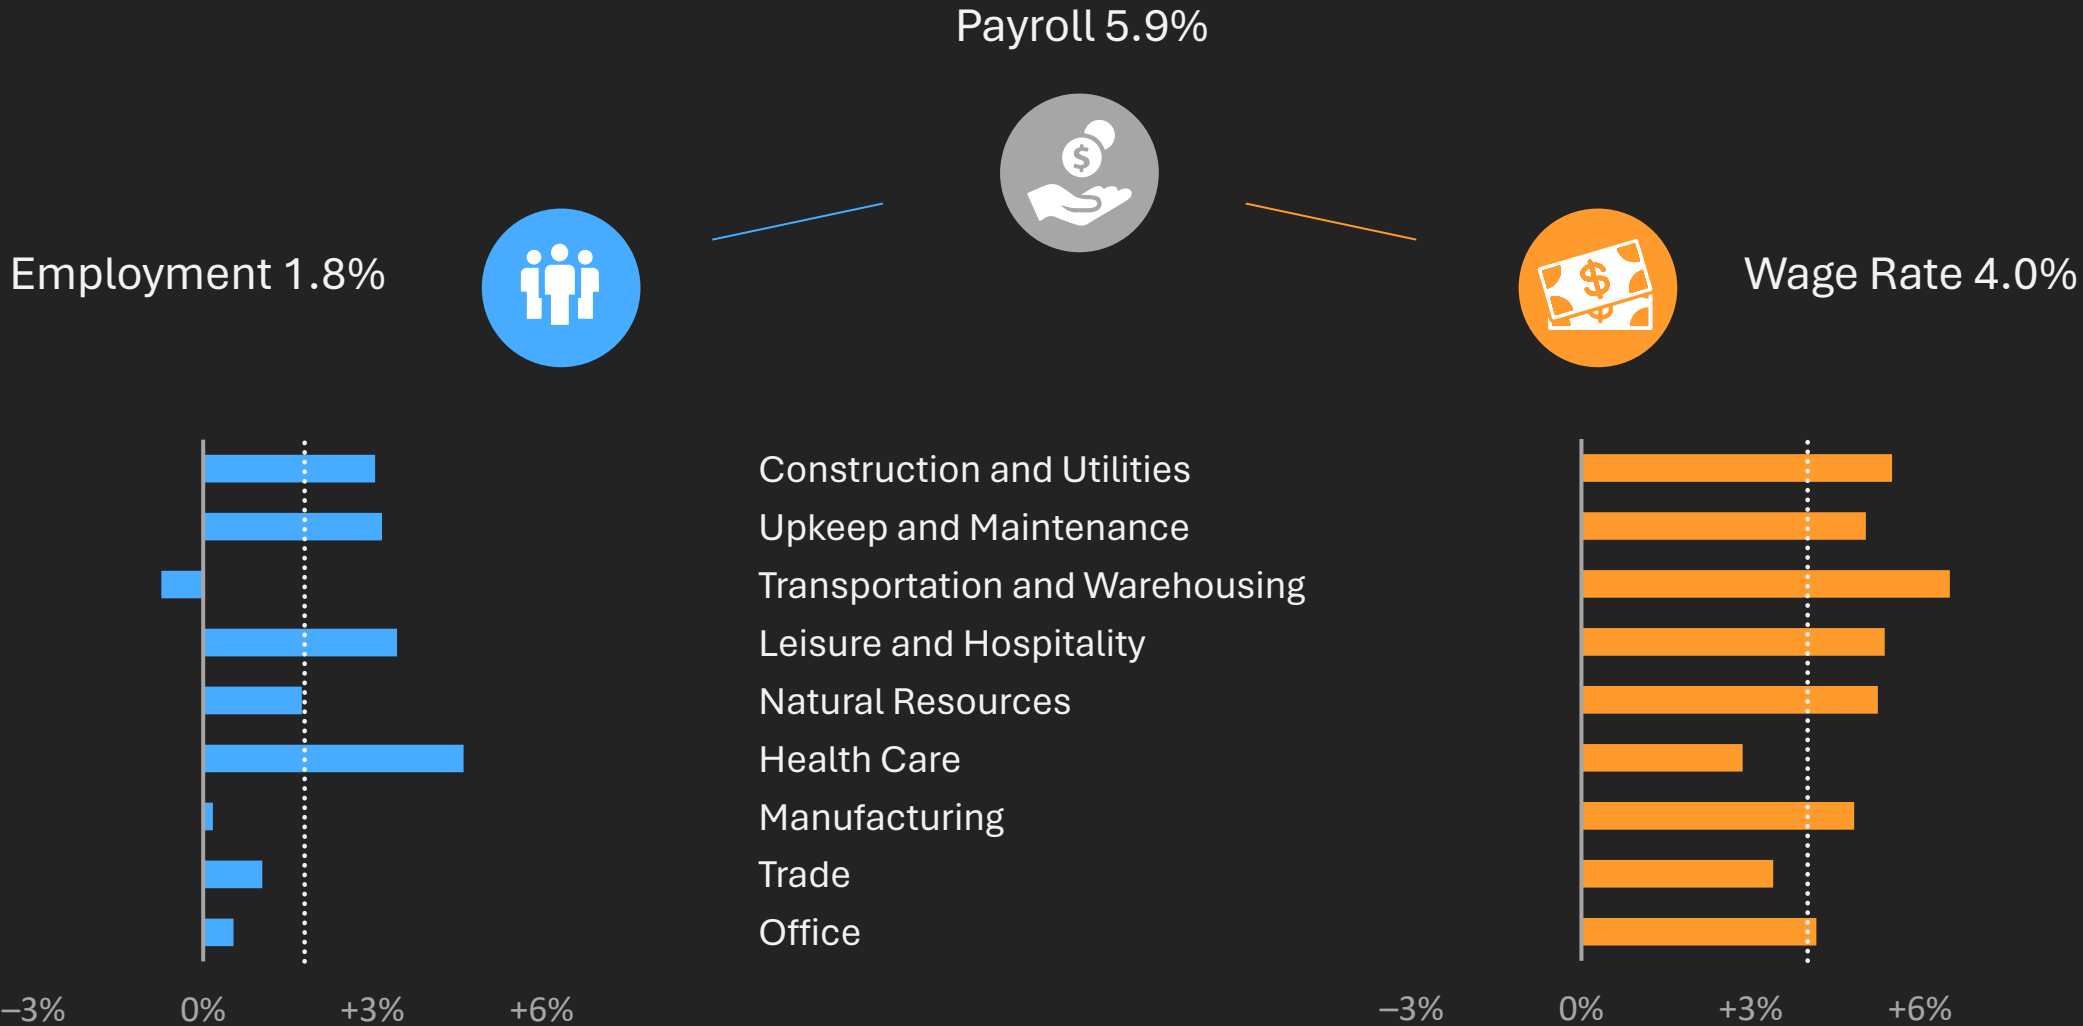 Payroll 5.9%
Employment 1.8%
Wage Rate 4.0%
Construction and Utilities
Upkeep and Maintenance
Transportation and Warehousing
Leisure and Hospitality
Natural Resources
Health Care
Manufacturing
Trade
Office
–3% 0% +3% +6%
–3% 0% +3% +6%
$
$
$